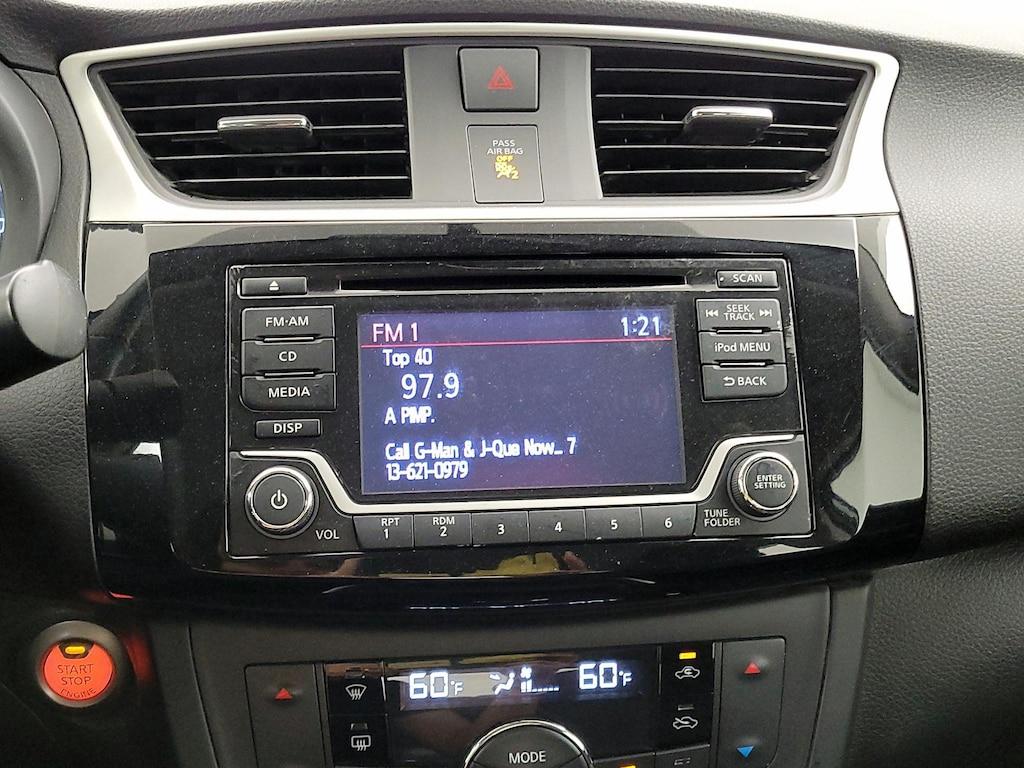 PASS
AIR BAG
OFF
2
SCAN
FM·AM
CD
MEDIA
DISP
FM 1 1:21
Top 40
97.9
A PIMP.
Call G-Man & J-Que Now... 7
13-621-0979
SEEK
TRACK
iPod MENU
BACK
VOL
RPT
1
RDM
2
3
4
5
6
TUNE
FOLDER
ENTER
SETTING
START
STOP
ENGINE
60°F
60°F
MODE